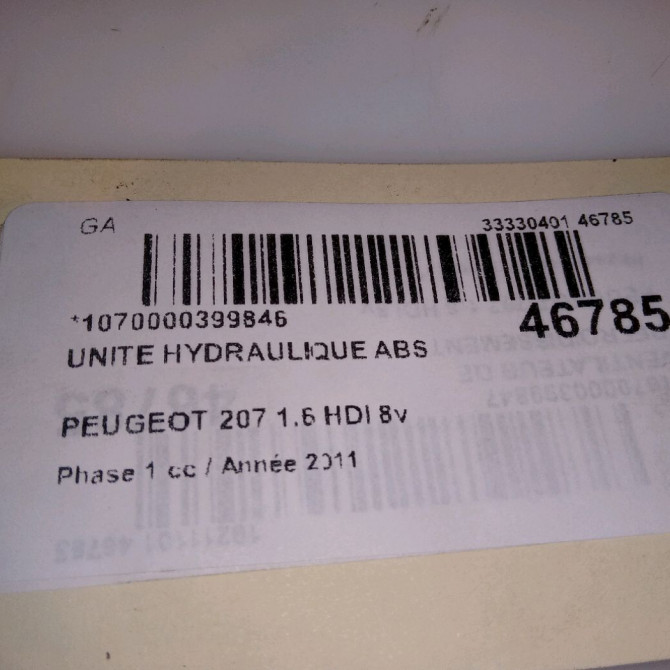 GA
33330401 46785
*1070000399846
46785
UNITE HYDRAULIQUE ABS
PEUGEOT 207 1.6 HDI 8v
Phase 1 cc / Année 2011